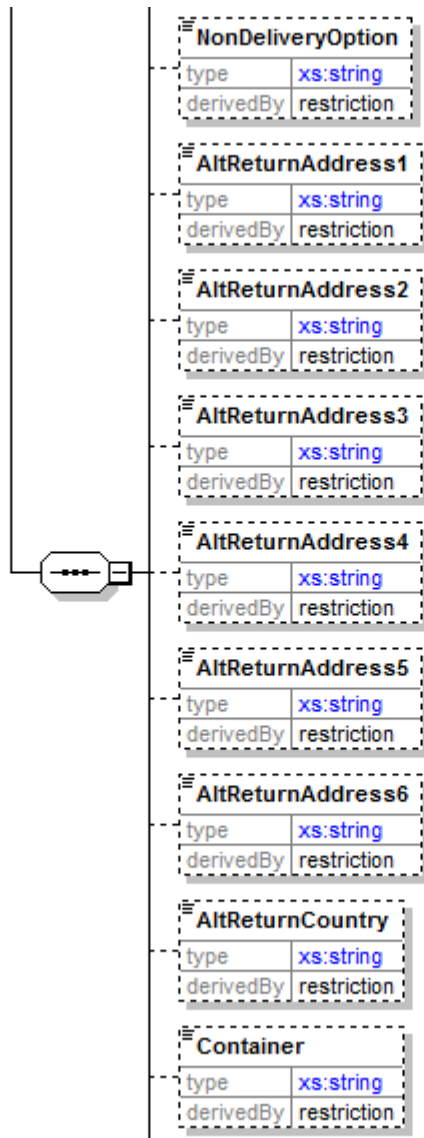 NonDeliveryOption
type xs:string
derivedBy restriction
AltReturnAddress1
type xs:string
derivedBy restriction
AltReturnAddress2
type xs:string
derivedBy restriction
AltReturnAddress3
type xs:string
derivedBy restriction
AltReturnAddress4
type xs:string
derivedBy restriction
AltReturnAddress5
type xs:string
derivedBy restriction
AltReturnAddress6
type xs:string
derivedBy restriction
AltReturnCountry
type xs:string
derivedBy restriction
Container
type xs:string
derivedBy restriction